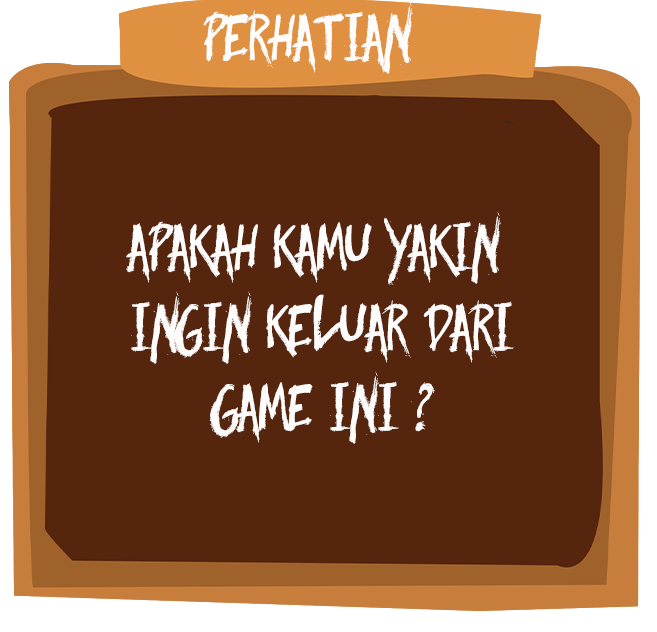 PERHATIAN
APAKAH KAMU YAKIN
INGIN KELUAR DARI
GAME INI ?